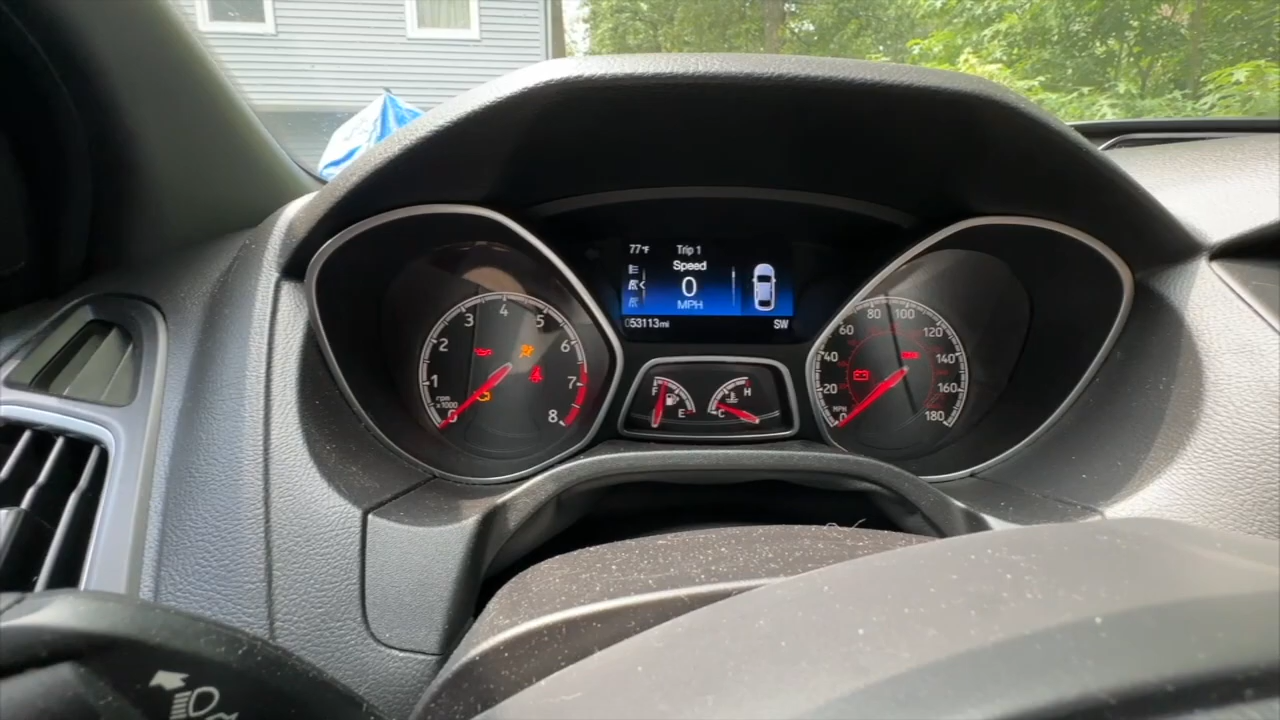 77°F Trip 1
Speed
0
MPH
053113mi SW
0 1 2 3 4 5 6 7 8
rpm
x1000
F E
C H
0 20 40 60 80 100 120 140 160 180
MPH